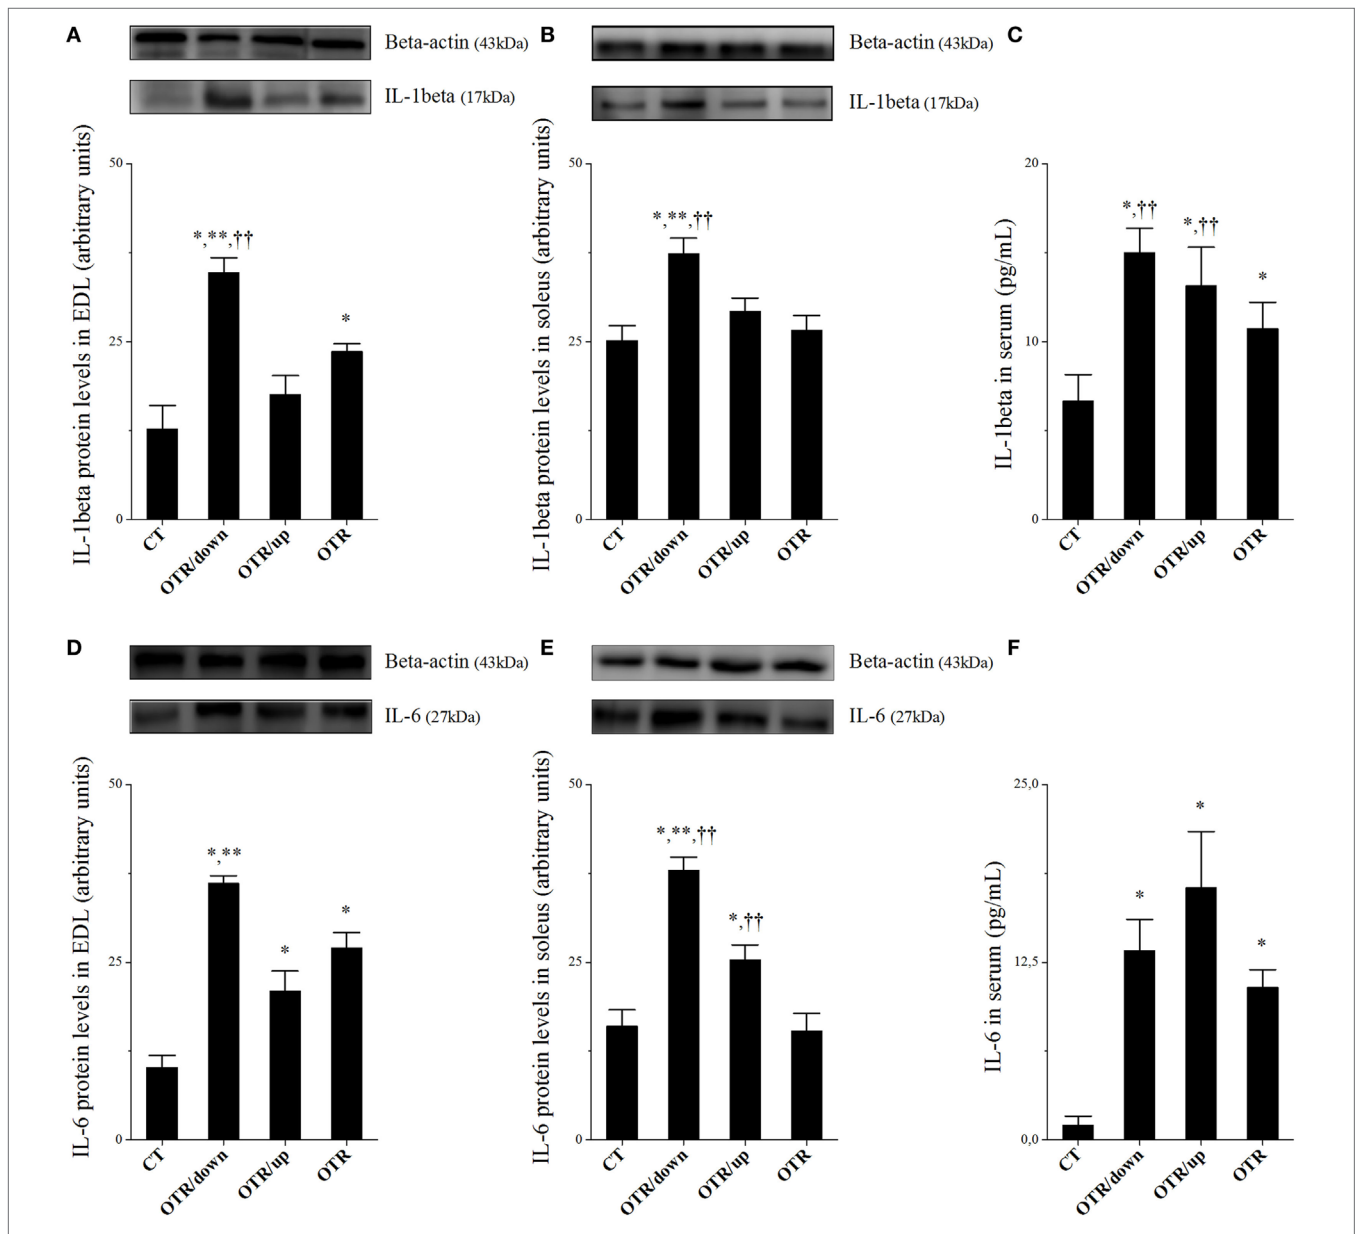 A
Beta-actin (43kDa)
IL-1beta (17kDa)
IL-1beta protein levels in EDL (arbitrary units)
50
25
0
*,**,††
*
CT
OTR/down
OTR/up
OTR
B
Beta-actin (43kDa)
IL-1beta (17kDa)
IL-1beta protein levels in soleus (arbitrary units)
50
25
0
*,**,††
CT
OTR/down
OTR/up
OTR
C
IL-1beta in serum (pg/mL)
20
10
0
*,††
*,††
*
CT
OTR/down
OTR/up
OTR
D
Beta-actin (43kDa)
IL-6 (27kDa)
IL-6 protein levels in EDL (arbitrary units)
50
25
0
*,**
*
*
CT
OTR/down
OTR/up
OTR
E
Beta-actin (43kDa)
IL-6 (27kDa)
IL-6 protein levels in soleus (arbitrary units)
50
25
0
*,**,††
*,††
CT
OTR/down
OTR/up
OTR
F
IL-6 in serum (pg/mL)
25,0
12,5
0,0
*
*
*
CT
OTR/down
OTR/up
OTR